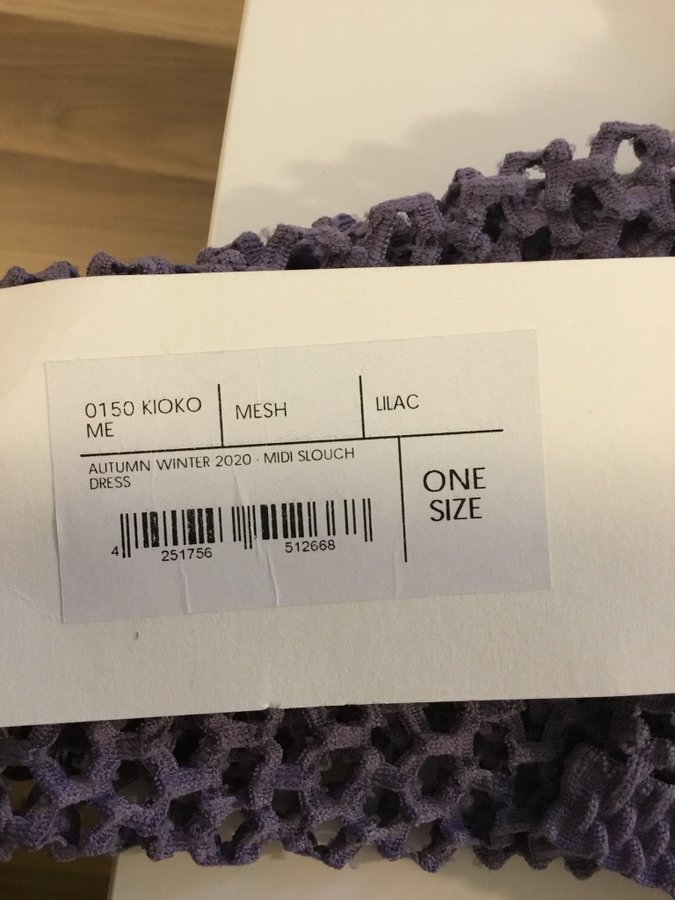 0150 KIOKO
ME
MESH
LILAC
AUTUMN WINTER 2020 · MIDI SLOUCH
DRESS
ONE
SIZE
4 251756 512668